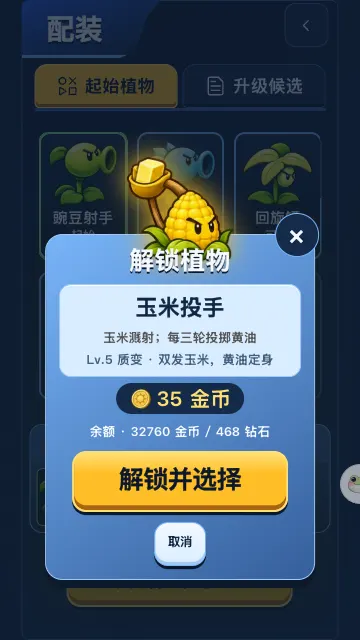 配装
起始植物
升级候选
豌豆射手
解锁植物
玉米投手
玉米溅射；每三轮投掷黄油
Lv.5 质变 · 双发玉米，黄油定身
35 金币
余额 · 32760 金币 / 468 钻石
解锁并选择
取消